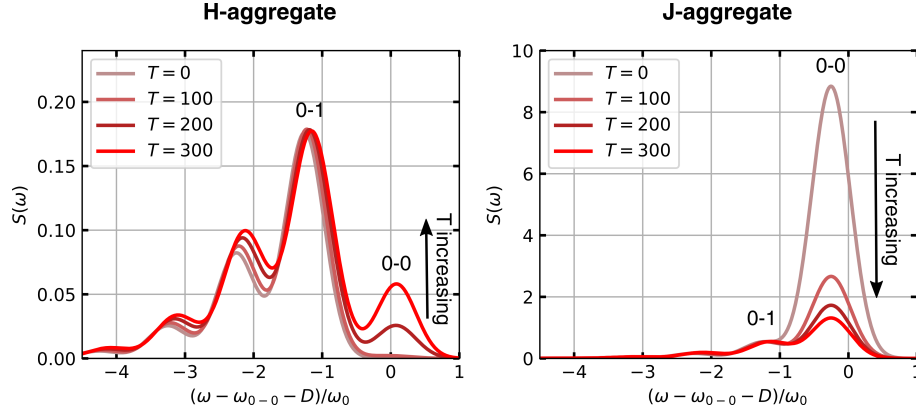 H-aggregate
T = 0
T = 100
T = 200
T = 300
0-1
0-0
T increasing
S(ω)
0.20
0.15
0.10
0.05
0.00
−4 −3 −2 −1 0 1
(ω − ω₀₋₀ − D)/ω₀
J-aggregate
T = 0
T = 100
T = 200
T = 300
0-0
0-1
T increasing
S(ω)
10
8
6
4
2
0
−4 −2 0
(ω − ω₀₋₀ − D)/ω₀